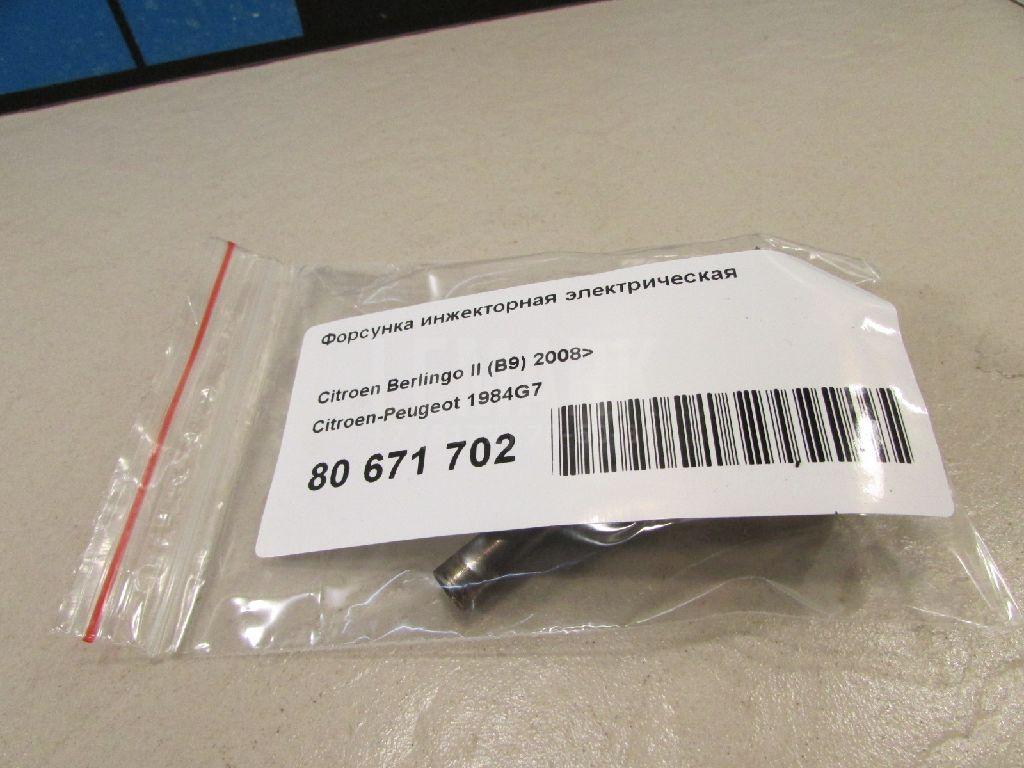 Форсунка инжекторная электрическая
Citroen Berlingo II (B9) 2008>
Citroen-Peugeot 1984G7
80 671 702